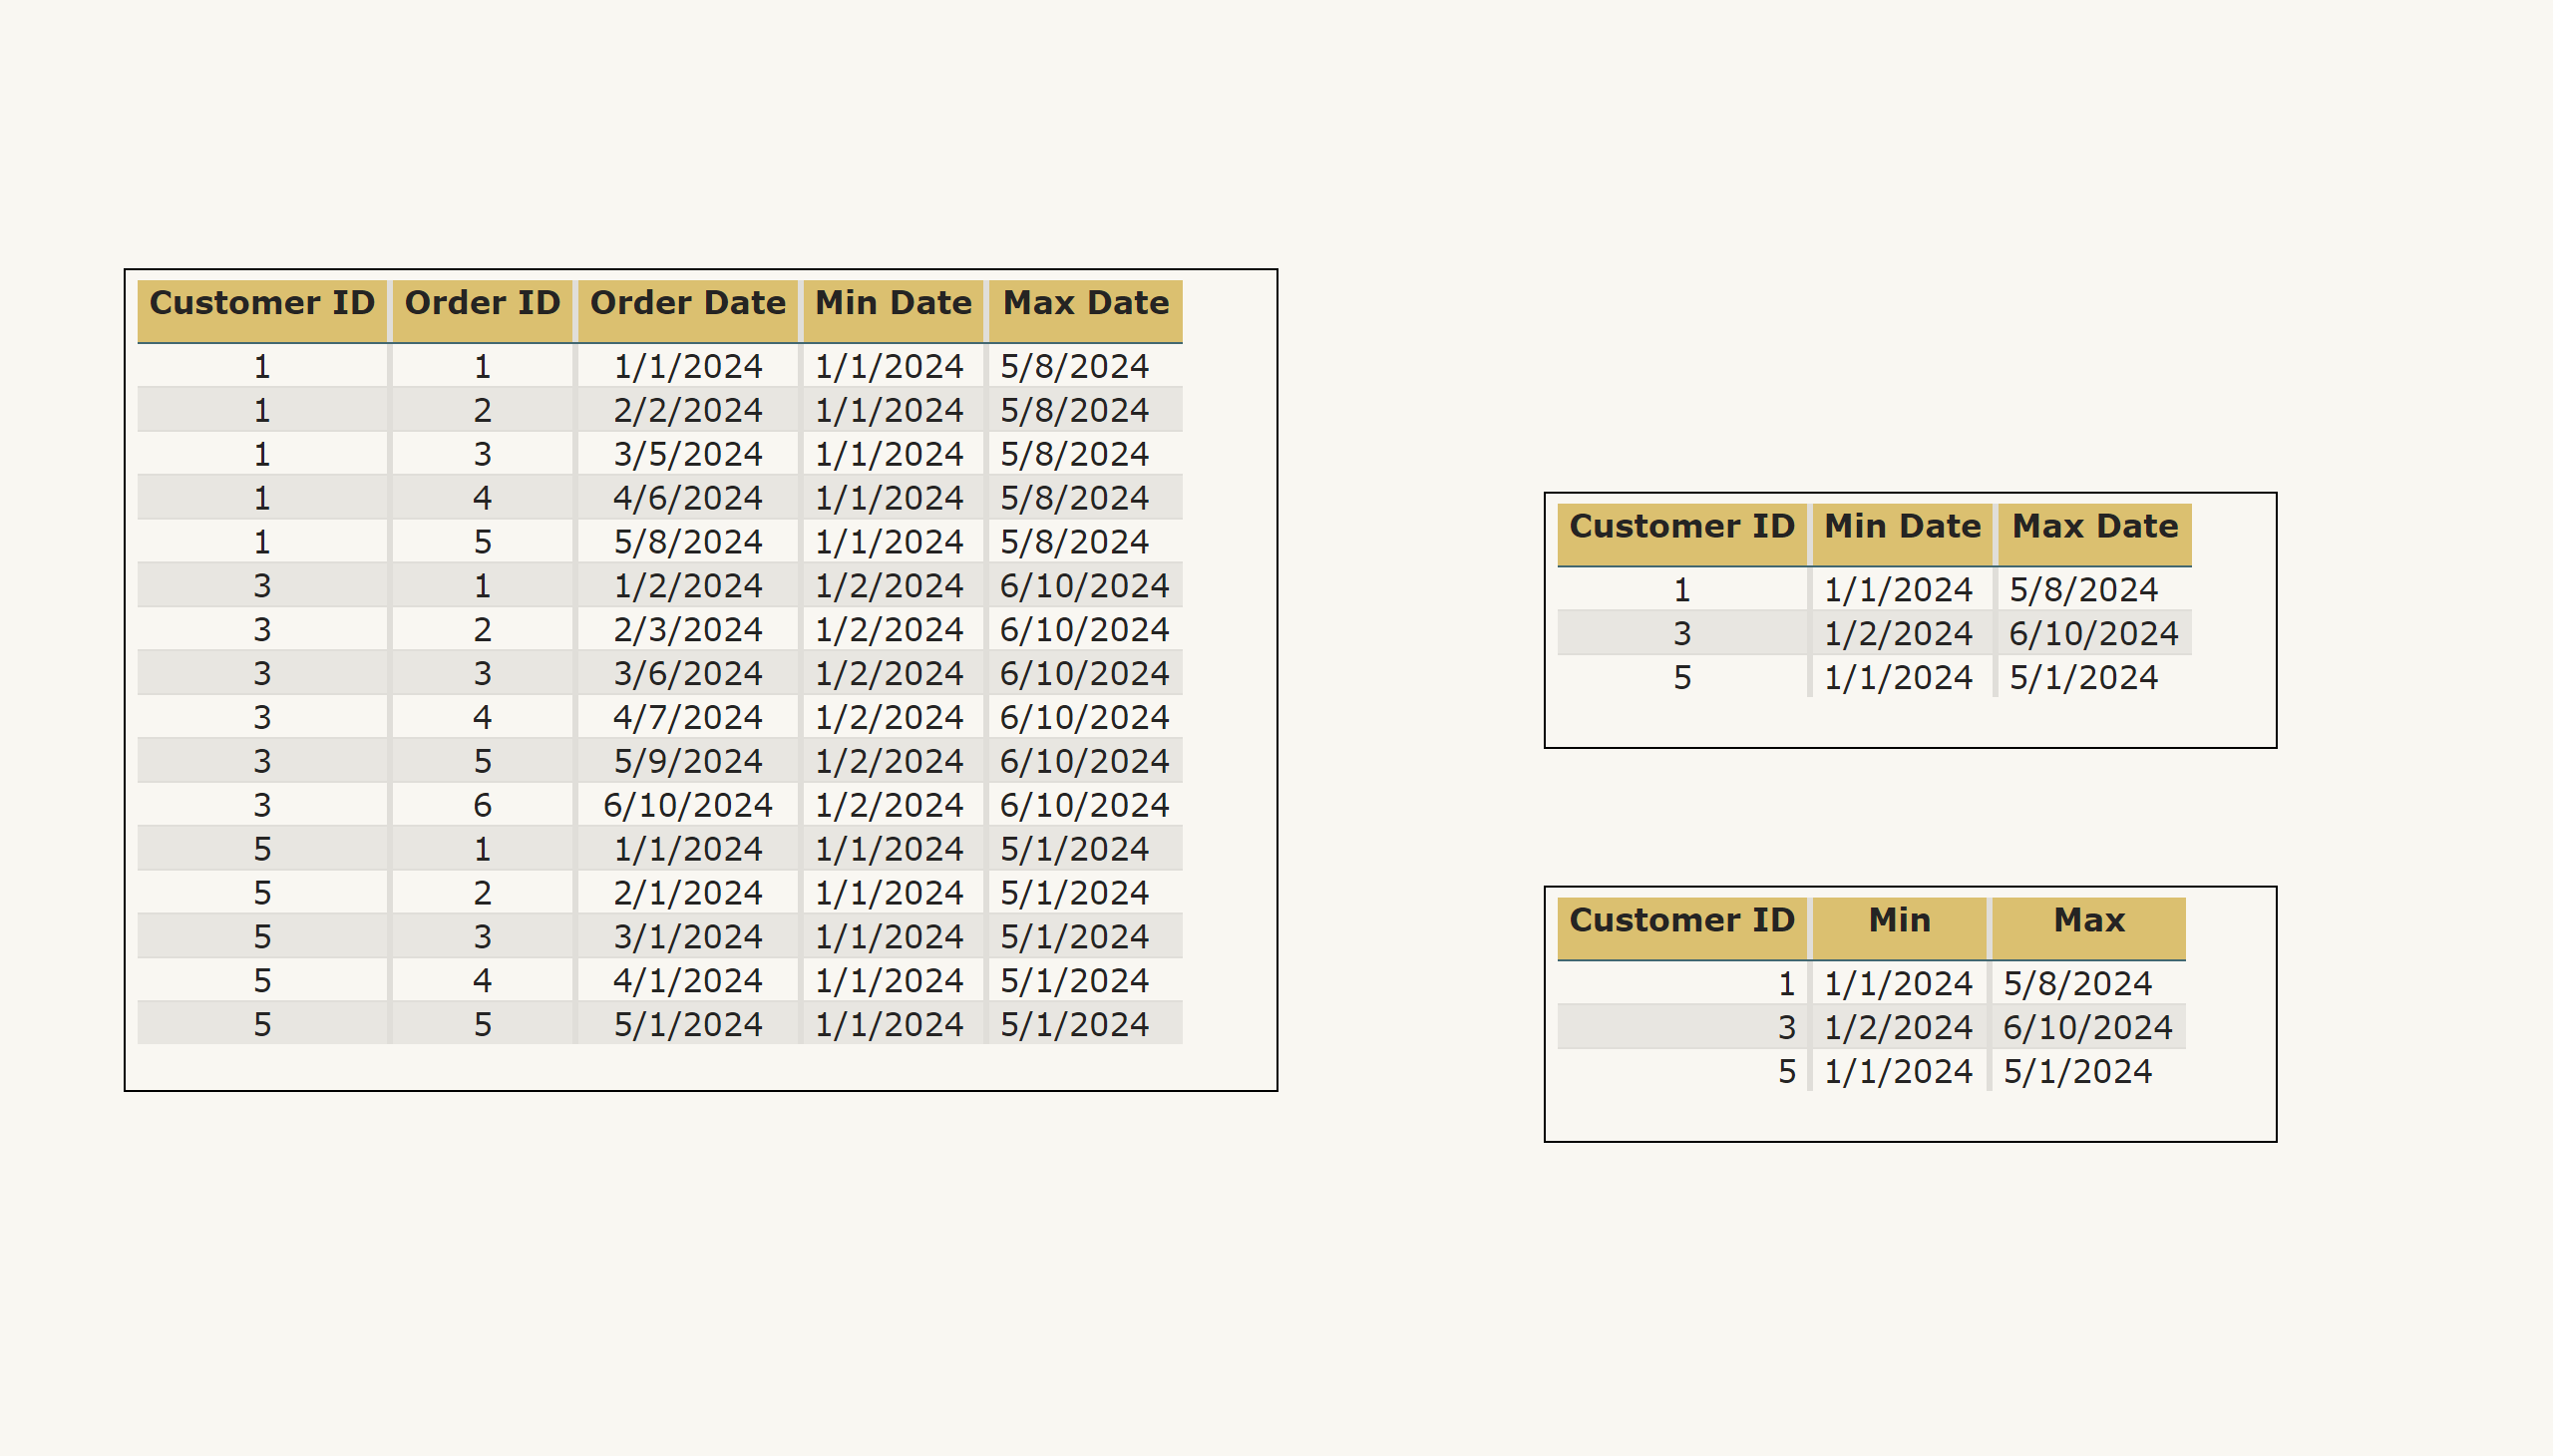 Customer ID Order ID Order Date Min Date Max Date
1 1 1/1/2024 1/1/2024 5/8/2024
1 2 2/2/2024 1/1/2024 5/8/2024
1 3 3/5/2024 1/1/2024 5/8/2024
1 4 4/6/2024 1/1/2024 5/8/2024
1 5 5/8/2024 1/1/2024 5/8/2024
3 1 1/2/2024 1/2/2024 6/10/2024
3 2 2/3/2024 1/2/2024 6/10/2024
3 3 3/6/2024 1/2/2024 6/10/2024
3 4 4/7/2024 1/2/2024 6/10/2024
3 5 5/9/2024 1/2/2024 6/10/2024
3 6 6/10/2024 1/2/2024 6/10/2024
5 1 1/1/2024 1/1/2024 5/1/2024
5 2 2/1/2024 1/1/2024 5/1/2024
5 3 3/1/2024 1/1/2024 5/1/2024
5 4 4/1/2024 1/1/2024 5/1/2024
5 5 5/1/2024 1/1/2024 5/1/2024
Customer ID Min Date Max Date
1 1/1/2024 5/8/2024
3 1/2/2024 6/10/2024
5 1/1/2024 5/1/2024
Customer ID Min Max
1 1/1/2024 5/8/2024
3 1/2/2024 6/10/2024
5 1/1/2024 5/1/2024